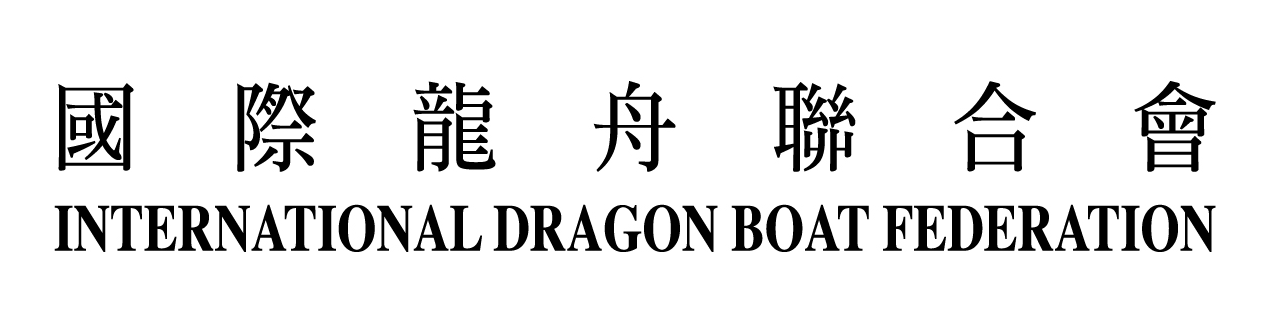 國際龍舟聯合會
INTERNATIONAL DRAGON BOAT FEDERATION